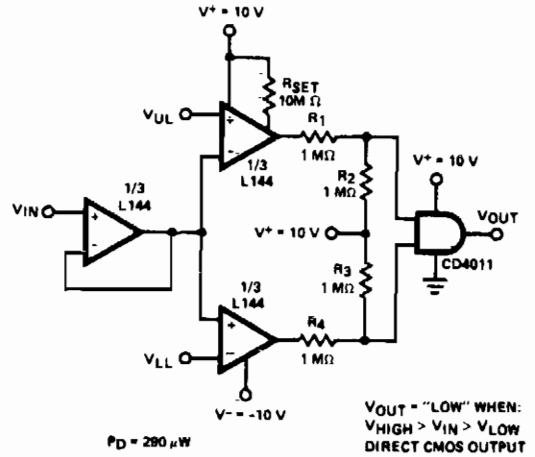 V+ = 10 V
RSET
10M Ω
VUL
+
-
1/3
L144
R1
1 MΩ
R2
1 MΩ
V+ = 10 V
VIN
1/3
L144
+
-
V+ = 10 V
VOUT
CD4011
R3
1 MΩ
1/3
L144
+
-
VLL
R4
1 MΩ
V- = -10 V
PD = 290 μW
VOUT = "LOW" WHEN:
VHIGH > VIN > VLOW
DIRECT CMOS OUTPUT